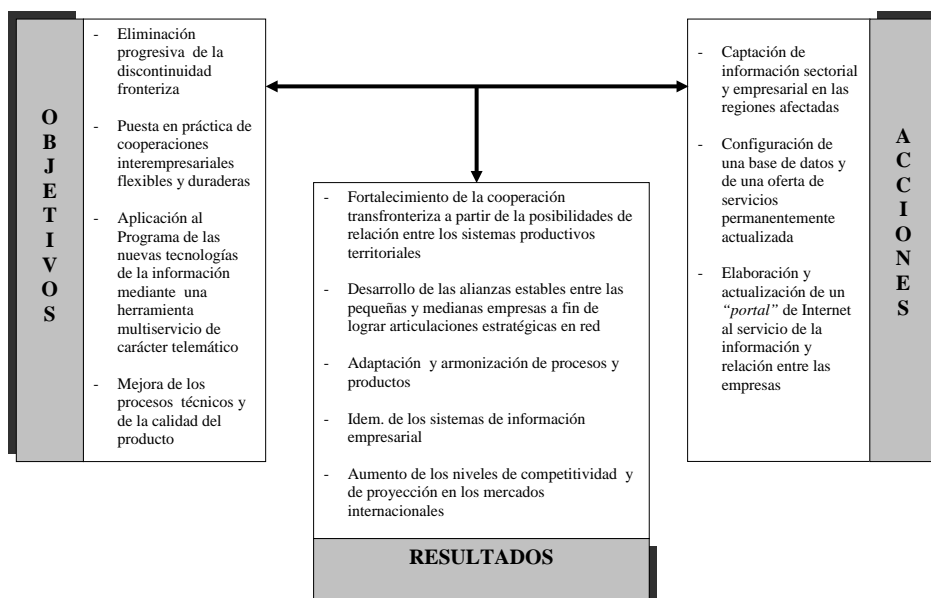 OBJETIVOS
- Eliminación
progresiva de la
discontinuidad
fronteriza
- Puesta en práctica de
cooperaciones
interempresariales
flexibles y duraderas
- Aplicación al
Programa de las
nuevas tecnologías
de la información
mediante una
herramienta
multiservicio de
carácter telemático
- Mejora de los
procesos técnicos y
de la calidad del
producto
- Fortalecimiento de la cooperación
transfronteriza a partir de la posibilidades de
relación entre los sistemas productivos
territoriales
- Desarrollo de las alianzas estables entre las
pequeñas y medianas empresas a fin de
lograr articulaciones estratégicas en red
- Adaptación y armonización de procesos y
productos
- Idem. de los sistemas de información
empresarial
- Aumento de los niveles de competitividad y
de proyección en los mercados
internacionales
RESULTADOS
- Captación de
información sectorial
y empresarial en las
regiones afectadas
- Configuración de
una base de datos y
de una oferta de
servicios
permanentemente
actualizada
- Elaboración y
actualización de un
“portal” de Internet
al servicio de la
información y
relación entre las
empresas
ACCIONES